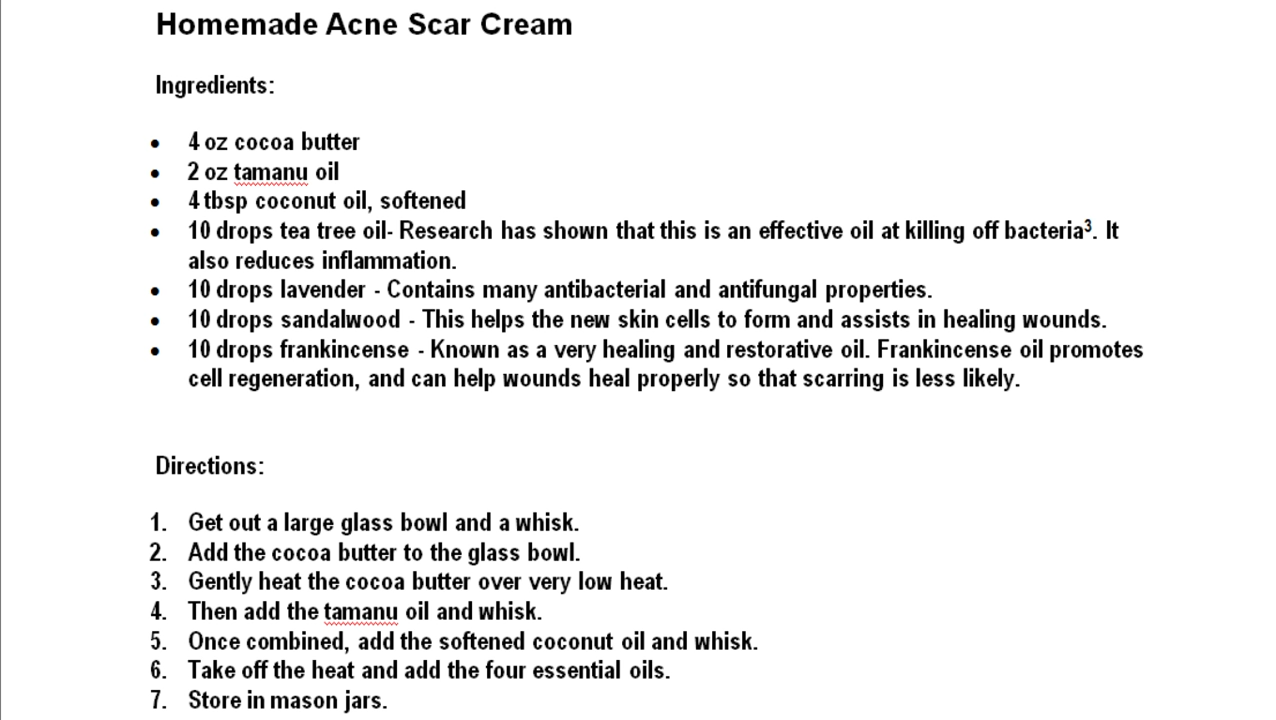 Homemade Acne Scar Cream
Ingredients:
• 4 oz cocoa butter
• 2 oz tamanu oil
• 4 tbsp coconut oil, softened
• 10 drops tea tree oil- Research has shown that this is an effective oil at killing off bacteria³. It
also reduces inflammation.
• 10 drops lavender - Contains many antibacterial and antifungal properties.
• 10 drops sandalwood - This helps the new skin cells to form and assists in healing wounds.
• 10 drops frankincense - Known as a very healing and restorative oil. Frankincense oil promotes
cell regeneration, and can help wounds heal properly so that scarring is less likely.
Directions:
1. Get out a large glass bowl and a whisk.
2. Add the cocoa butter to the glass bowl.
3. Gently heat the cocoa butter over very low heat.
4. Then add the tamanu oil and whisk.
5. Once combined, add the softened coconut oil and whisk.
6. Take off the heat and add the four essential oils.
7. Store in mason jars.